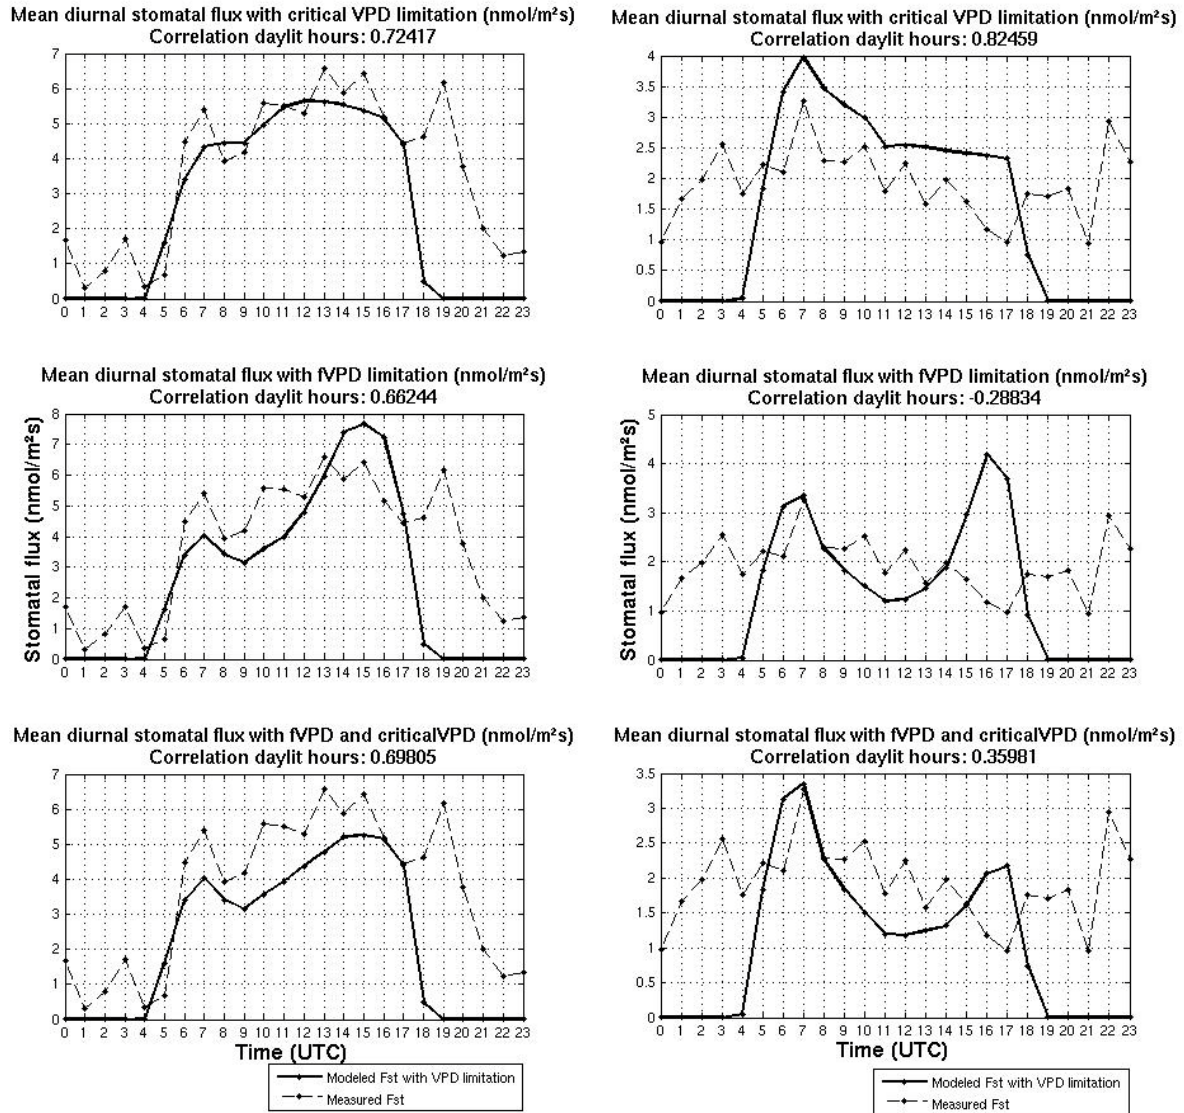 Mean diurnal stomatal flux with critical VPD limitation (nmol/m²s)
Correlation daylit hours: 0.72417
7
6
5
4
3
2
1
0
0 1 2 3 4 5 6 7 8 9 10 11 12 13 14 15 16 17 18 19 20 21 22 23
Mean diurnal stomatal flux with critical VPD limitation (nmol/m²s)
Correlation daylit hours: 0.82459
4
3.5
3
2.5
2
1.5
1
0.5
0
0 1 2 3 4 5 6 7 8 9 10 11 12 13 14 15 16 17 18 19 20 21 22 23
Mean diurnal stomatal flux with fVPD limitation (nmol/m²s)
Correlation daylit hours: 0.66244
Stomatal flux (nmol/m²s)
8
7
6
5
4
3
2
1
0
0 1 2 3 4 5 6 7 8 9 10 11 12 13 14 15 16 17 18 19 20 21 22 23
Mean diurnal stomatal flux with fVPD limitation (nmol/m²s)
Correlation daylit hours: -0.28834
Stomatal flux (nmol/m²s)
5
4
3
2
1
0
0 1 2 3 4 5 6 7 8 9 10 11 12 13 14 15 16 17 18 19 20 21 22 23
Mean diurnal stomatal flux with fVPD and criticalVPD (nmol/m²s)
Correlation daylit hours: 0.69805
7
6
5
4
3
2
1
0
0 1 2 3 4 5 6 7 8 9 10 11 12 13 14 15 16 17 18 19 20 21 22 23
Time (UTC)
Modeled Fst with VPD limitation
Measured Fst
Mean diurnal stomatal flux with fVPD and criticalVPD (nmol/m²s)
Correlation daylit hours: 0.35981
3.5
3
2.5
2
1.5
1
0.5
0
0 1 2 3 4 5 6 7 8 9 10 11 12 13 14 15 16 17 18 19 20 21 22 23
Time (UTC)
Modeled Fst with VPD limitation
Measured Fst